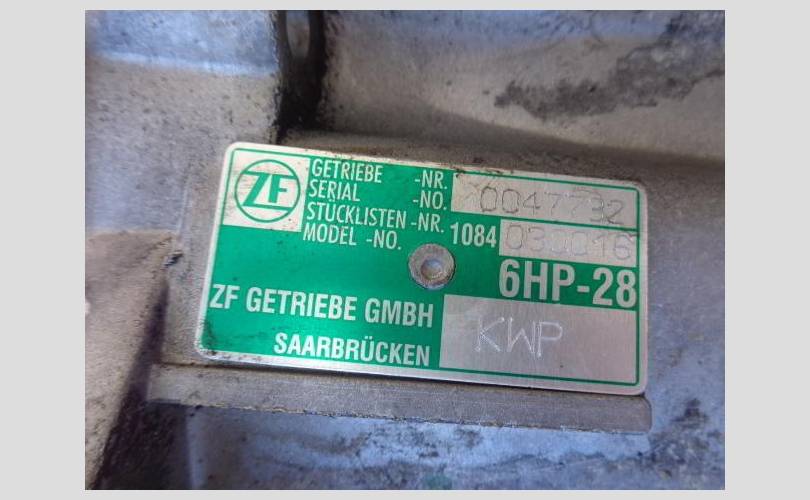 ZF
GETRIEBE -NR.
SERIAL -NO. 0047732
STÜCKLISTEN -NR.
MODEL -NO. 1084 030016
6HP-28
ZF GETRIEBE GMBH
SAARBRÜCKEN
KWP